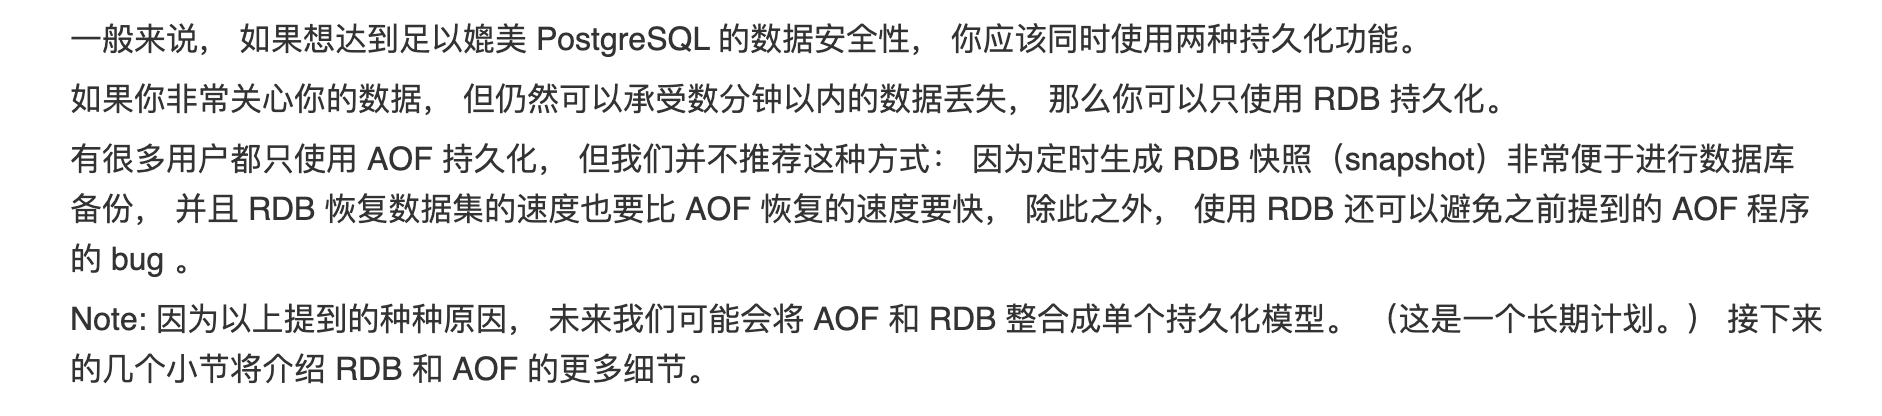 一般来说， 如果想达到足以媲美 PostgreSQL 的数据安全性， 你应该同时使用两种持久化功能。
如果你非常关心你的数据， 但仍然可以承受数分钟以内的数据丢失， 那么你可以只使用 RDB 持久化。
有很多用户都只使用 AOF 持久化， 但我们并不推荐这种方式： 因为定时生成 RDB 快照（snapshot）非常便于进行数据库
备份， 并且 RDB 恢复数据集的速度也要比 AOF 恢复的速度要快， 除此之外， 使用 RDB 还可以避免之前提到的 AOF 程序
的 bug 。
Note: 因为以上提到的种种原因， 未来我们可能会将 AOF 和 RDB 整合成单个持久化模型。 （这是一个长期计划。） 接下来
的几个小节将介绍 RDB 和 AOF 的更多细节。